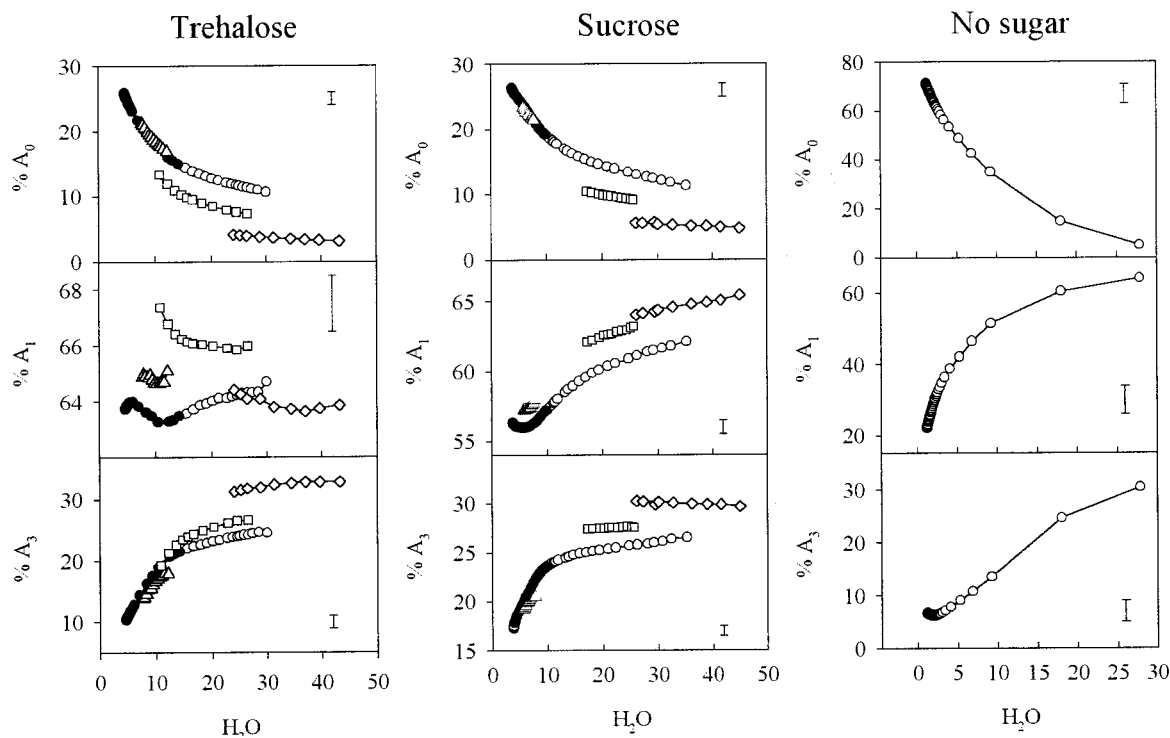 Trehalose Sucrose No sugar
30 30 80
20 20 60
% A0 % A0 % A0
40
10 10
20
0 0 0
68 65 60
66
% A1 % A1 % A1
60 40
64
55 20
30 30 30
25 20
20
% A3 % A3 % A3
20 10
10
15 0
0 10 20 30 40 50 0 10 20 30 40 50 0 5 10 15 20 25 30
H2O H2O H2O